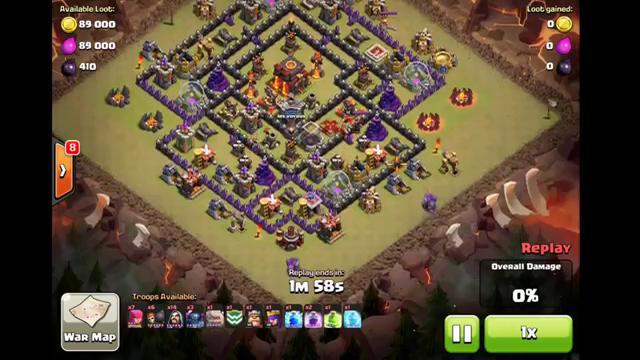 Available Loot:
Loot gained:
89 000
0
89 000
0
410
0
8
Replay
Replay ends in:
1M 58s
Overall Damage
0%
Troops Available:
War Map
1x